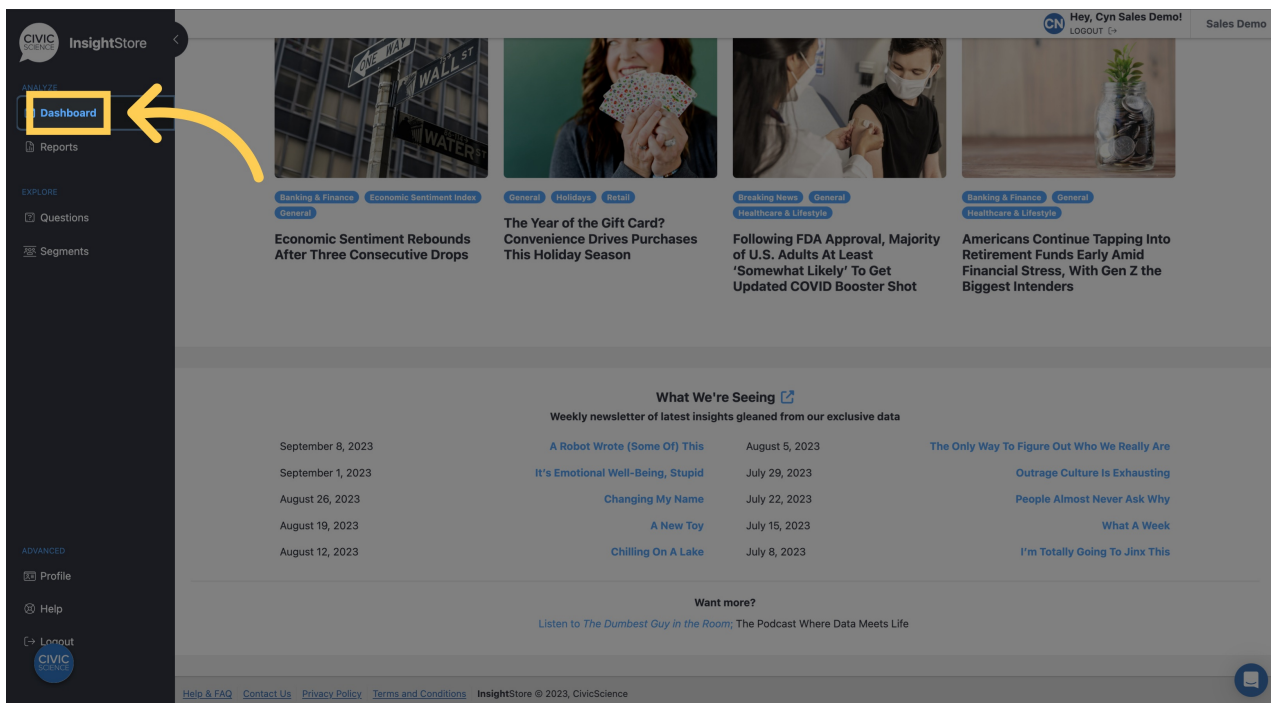 CIVIC
SCIENCE
InsightStore
Hey, Cyn Sales Demo!
CN
LOGOUT
Sales Demo
ANALYZE
Dashboard
Reports
EXPLORE
Questions
Segments
ADVANCED
Profile
Help
Logout
CIVIC
SCIENCE
ONE WAY
WALL ST
WATER ST
Banking & Finance Economic Sentiment Index
General
Economic Sentiment Rebounds
After Three Consecutive Drops
General Holidays Retail
The Year of the Gift Card?
Convenience Drives Purchases
This Holiday Season
Breaking News General
Healthcare & Lifestyle
Following FDA Approval, Majority
of U.S. Adults At Least
‘Somewhat Likely’ To Get
Updated COVID Booster Shot
Banking & Finance General
Healthcare & Lifestyle
Americans Continue Tapping Into
Retirement Funds Early Amid
Financial Stress, With Gen Z the
Biggest Intenders
What We're Seeing
Weekly newsletter of latest insights gleaned from our exclusive data
September 8, 2023 A Robot Wrote (Some Of) This August 5, 2023 The Only Way To Figure Out Who We Really Are
September 1, 2023 It’s Emotional Well-Being, Stupid July 29, 2023 Outrage Culture Is Exhausting
August 26, 2023 Changing My Name July 22, 2023 People Almost Never Ask Why
August 19, 2023 A New Toy July 15, 2023 What A Week
August 12, 2023 Chilling On A Lake July 8, 2023 I’m Totally Going To Jinx This
Want more?
Listen to The Dumbest Guy in the Room; The Podcast Where Data Meets Life
Help & FAQ Contact Us Privacy Policy Terms and Conditions InsightStore © 2023, CivicScience